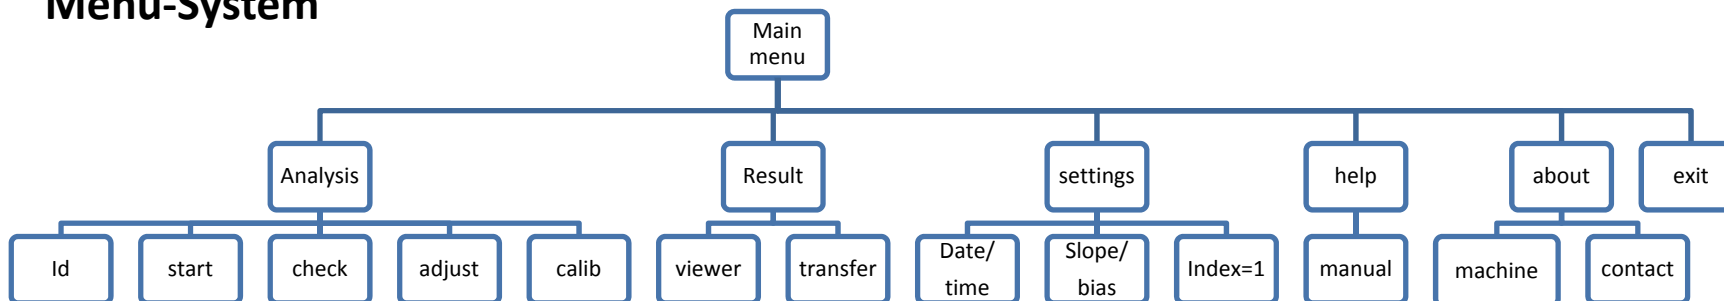 Menu-System
Main
menu
Analysis
Result
settings
help
about
exit
Id
start
check
adjust
calib
viewer
transfer
Date/
time
Slope/
bias
Index=1
manual
machine
contact